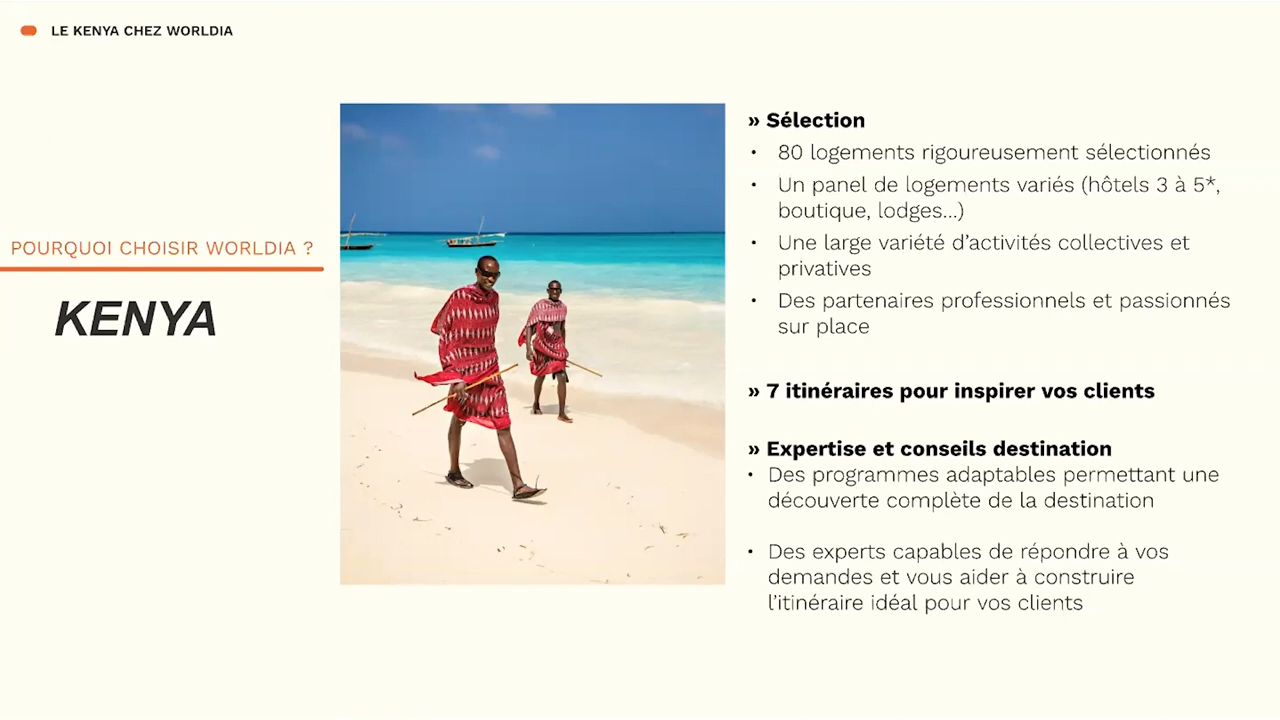 LE KENYA CHEZ WORLDIA
POURQUOI CHOISIR WORLDIA ?
KENYA
» Sélection
• 80 logements rigoureusement sélectionnés
• Un panel de logements variés (hôtels 3 à 5*,
boutique, lodges...)
• Une large variété d’activités collectives et
privatives
• Des partenaires professionnels et passionnés
sur place
» 7 itinéraires pour inspirer vos clients
» Expertise et conseils destination
• Des programmes adaptables permettant une
découverte complète de la destination
• Des experts capables de répondre à vos
demandes et vous aider à construire
l’itinéraire idéal pour vos clients